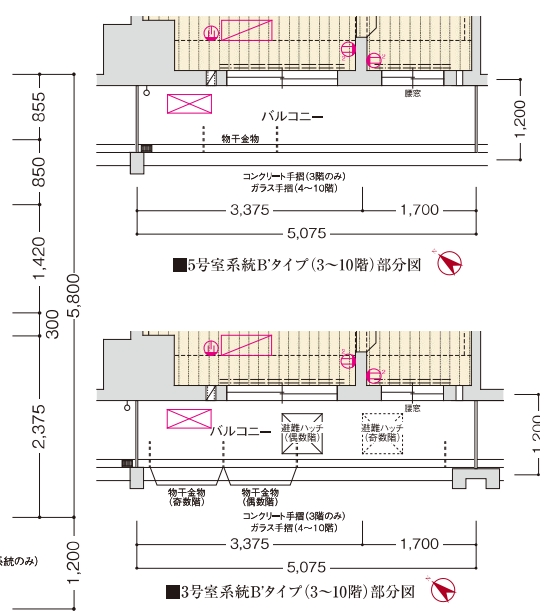 855
850
1,420
300
2,375
5,800
1,200
系統のみ)
腰窓
バルコニー
物干金物
1,200
コンクリート手摺(3階のみ)
ガラス手摺(4～10階)
3,375
1,700
5,075
■5号室系統B'タイプ(3～10階)部分図
腰窓
バルコニー
避難ハッチ
(偶数階)
避難ハッチ
(奇数階)
1,200
物干金物
(奇数階)
物干金物
(偶数階)
コンクリート手摺(3階のみ)
ガラス手摺(4～10階)
3,375
1,700
5,075
■3号室系統B'タイプ(3～10階)部分図